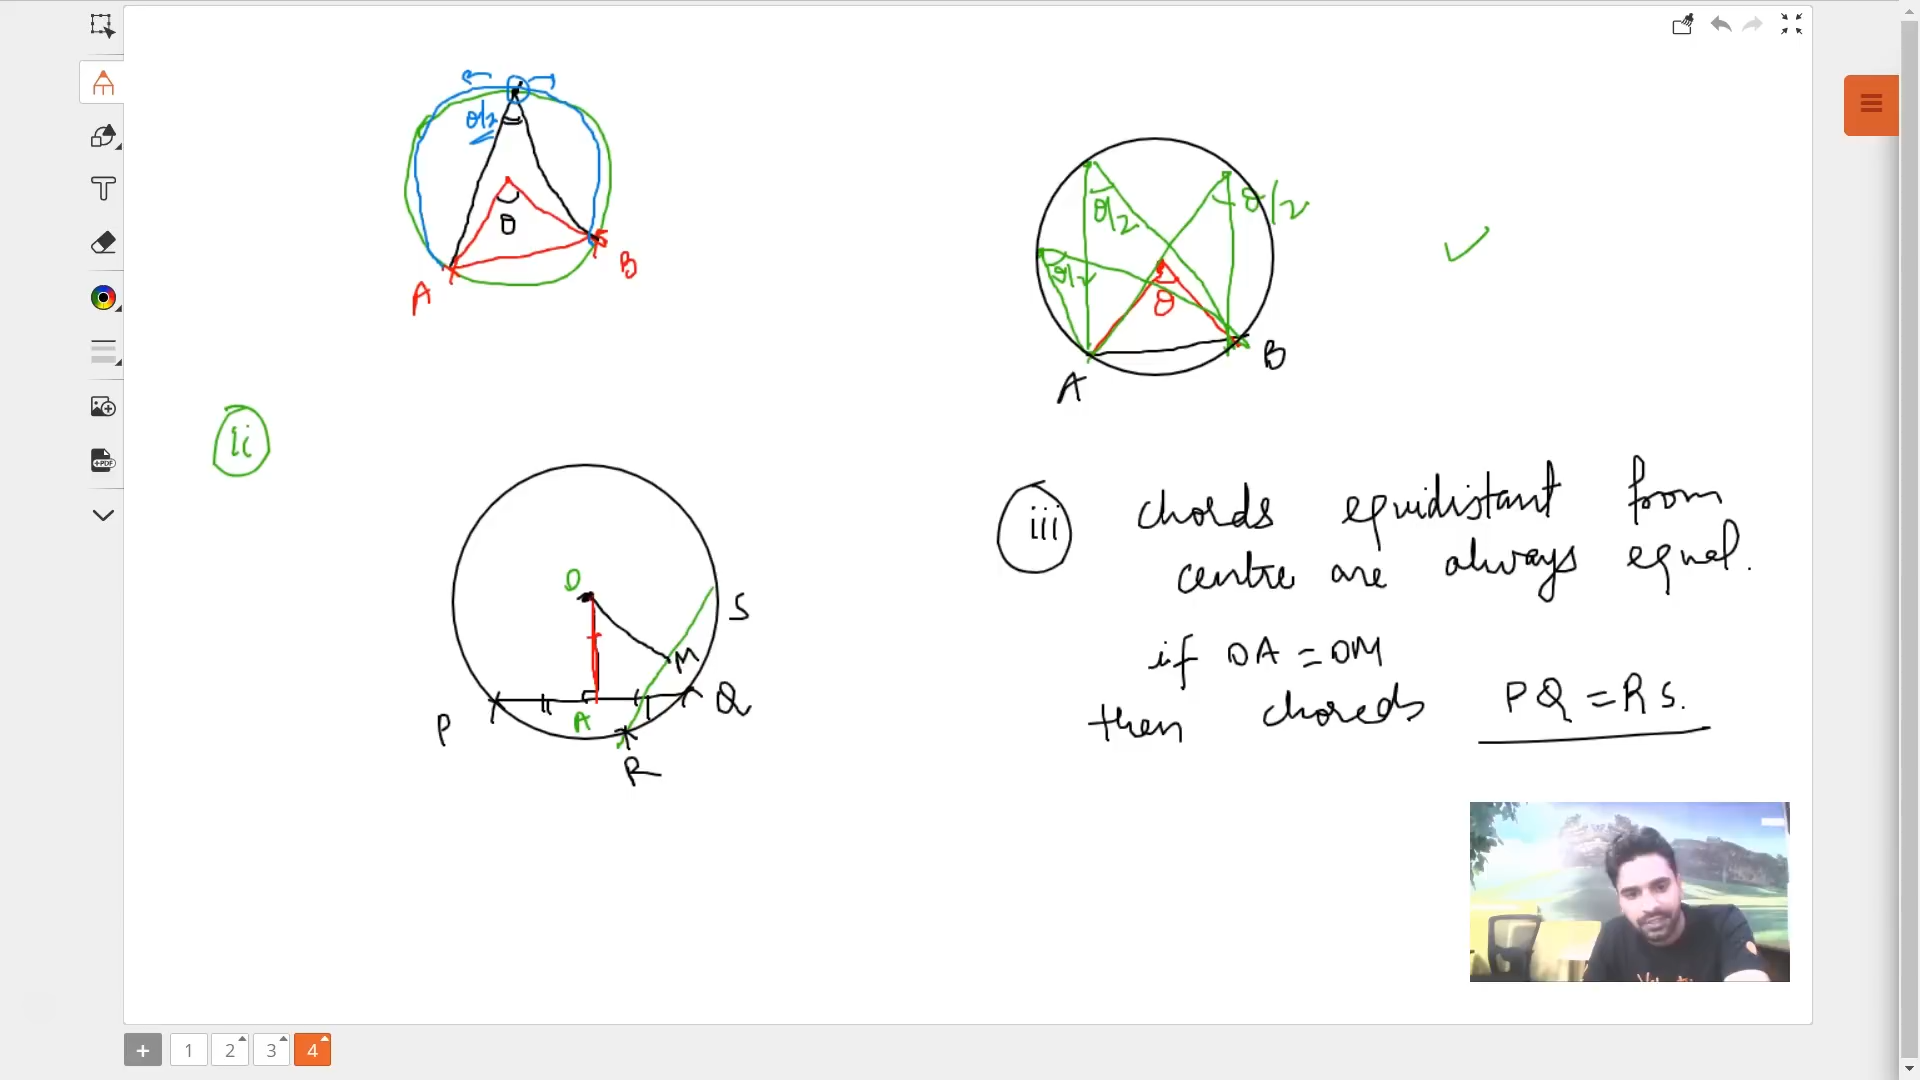 θ/2
θ
A
B
θ/2
θ/2
θ/2
θ
A
B
ii
O
S
M
P
A
Q
R
iii
chords equidistant from
centre are always equal.
if OA = OM
then chords PQ = RS.
T
+PDF
+ 1 2 3 4